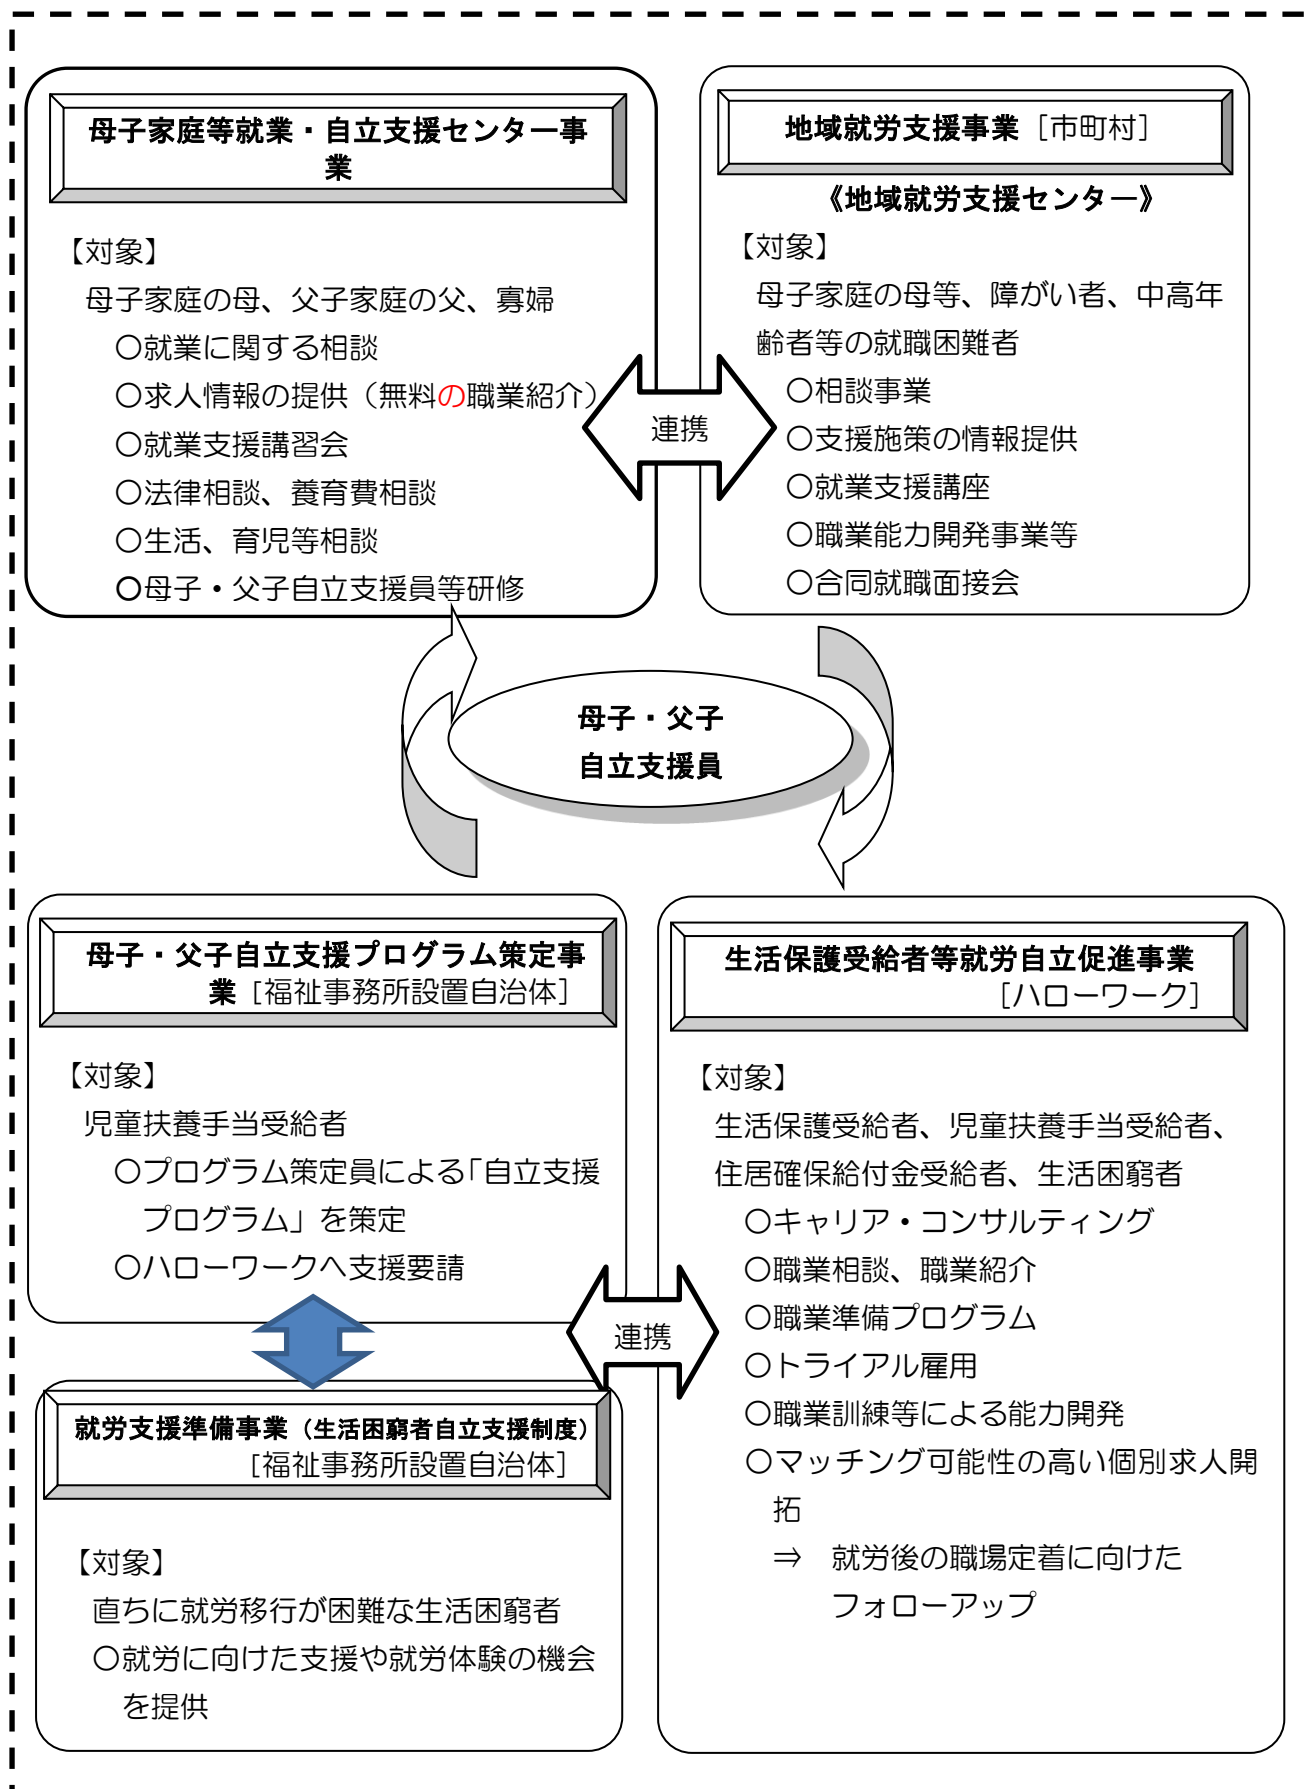 母子家庭等就業・自立支援センター事
業
【対象】
母子家庭の母、父子家庭の父、寡婦
〇就業に関する相談
〇求人情報の提供（無料の職業紹介）
〇就業支援講習会
〇法律相談、養育費相談
〇生活、育児等相談
〇母子・父子自立支援員等研修
地域就労支援事業［市町村］
《地域就労支援センター》
【対象】
母子家庭の母等、障がい者、中高年
齢者等の就職困難者
〇相談事業
〇支援施策の情報提供
〇就業支援講座
〇職業能力開発事業等
〇合同就職面接会
連携
母子・父子
自立支援員
母子・父子自立支援プログラム策定事
業［福祉事務所設置自治体］
【対象】
児童扶養手当受給者
〇プログラム策定員による「自立支援
プログラム」を策定
〇ハローワークへ支援要請
就労支援準備事業（生活困窮者自立支援制度）
［福祉事務所設置自治体］
【対象】
直ちに就労移行が困難な生活困窮者
〇就労に向けた支援や就労体験の機会
を提供
連携
生活保護受給者等就労自立促進事業
［ハローワーク］
【対象】
生活保護受給者、児童扶養手当受給者、
住居確保給付金受給者、生活困窮者
〇キャリア・コンサルティング
〇職業相談、職業紹介
〇職業準備プログラム
〇トライアル雇用
〇職業訓練等による能力開発
〇マッチング可能性の高い個別求人開
拓
⇒　就労後の職場定着に向けた
フォローアップ